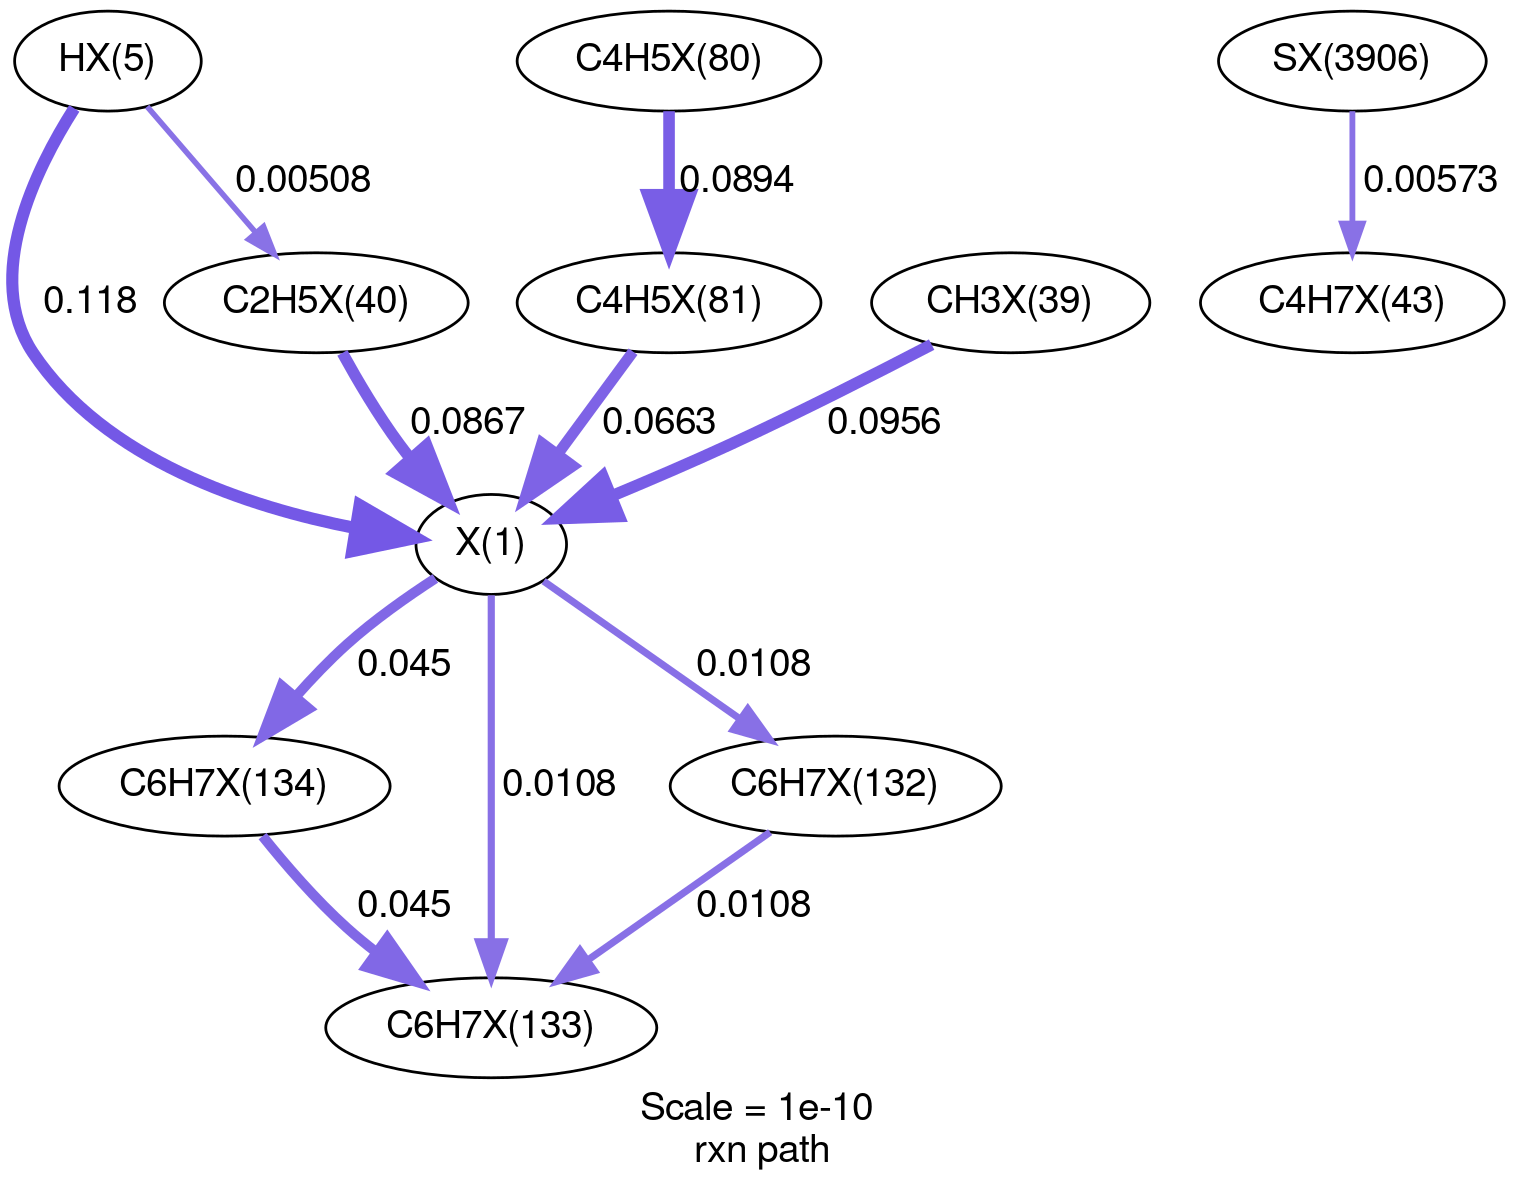 HX(5)
C4H5X(80)
SX(3906)
0.00508
0.0894
0.00573
0.118
C2H5X(40)
C4H5X(81)
CH3X(39)
C4H7X(43)
0.0867
0.0663
0.0956
X(1)
0.045
0.0108
C6H7X(134)
0.0108
C6H7X(132)
0.045
0.0108
C6H7X(133)
Scale = 1e-10
rxn path